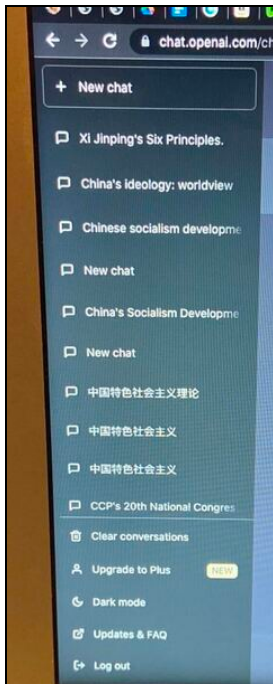 chat.openai.com/ch
+ New chat
Xi Jinping's Six Principles.
China's ideology: worldview
Chinese socialism developme
New chat
China's Socialism Developme
New chat
中国特色社会主义理论
中国特色社会主义
中国特色社会主义
CCP's 20th National Congres
Clear conversations
Upgrade to Plus NEW
Dark mode
Updates & FAQ
Log out